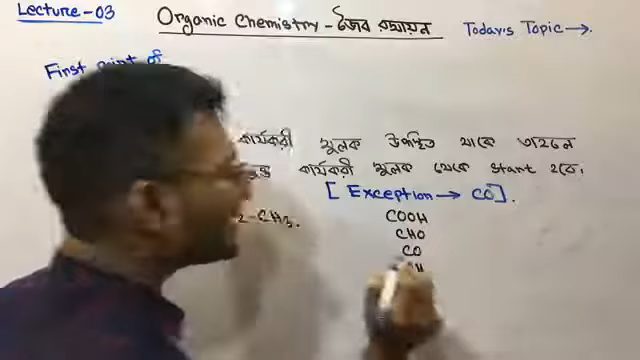 Lecture-03
Organic Chemistry - জৈব রসায়ন
Today's Topic →.
First point of
কার্যকরী মূলক উপস্থিত থাকে তাহলে
কার্যকরী মূলক থেকে start হবে।
[ Exception → CO ].
-CH3.
COOH
CHO
CO